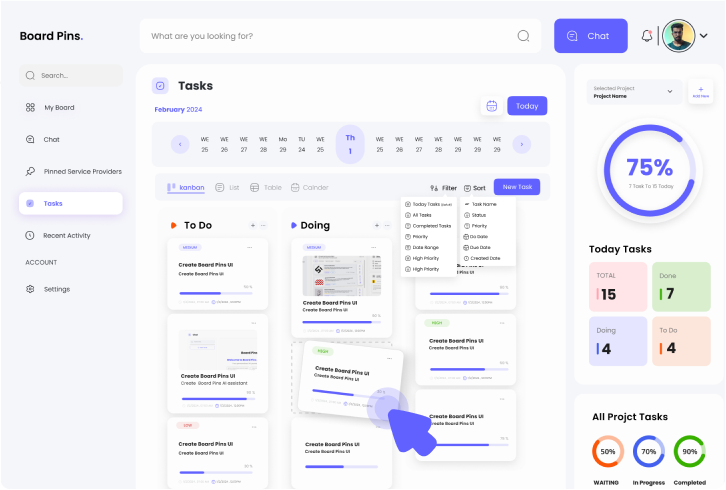 Board Pins.
What are you looking for?
Chat
Search...
My Board
Chat
Pinned Service Providers
Tasks
Recent Activity
ACCOUNT
Settings
Tasks
February 2024
Today
WE WE WE WE Mo TU WE Th WE WE WE WE WE WE WE
25 26 27 28 29 24 25 1 25 26 27 28 29 29 29
kanban
List
Table
Calnder
Filter
Sort
New Task
Today Tasks
All Tasks
Completed Tasks
Priority
Date Range
High Priority
High Priority
Task Name
Status
Priority
Do Date
Due Date
Created Date
To Do
Doing
MEDIUM
Create Board Pins UI
Create Board Pins UI
Create Board Pins UI
Create Board Pins AI assistant
LOW
Create Board Pins UI
Create Board Pins UI
MEDIUM
Create Board Pins UI
Create Board Pins UI
HIGH
Create Board Pins UI
Create Board Pins UI
Create Board Pins UI
Create Board Pins UI
HIGH
Create Board Pins UI
Create Board Pins UI
Create Board Pins UI
Create Board Pins UI
Selected Project
Project Name
+
Add New
75%
7 Task To 15 Today
Today Tasks
TOTAL
15
Done
7
Doing
4
To Do
4
All Projct Tasks
50%
70%
90%
WAITING
In Progress
Completed